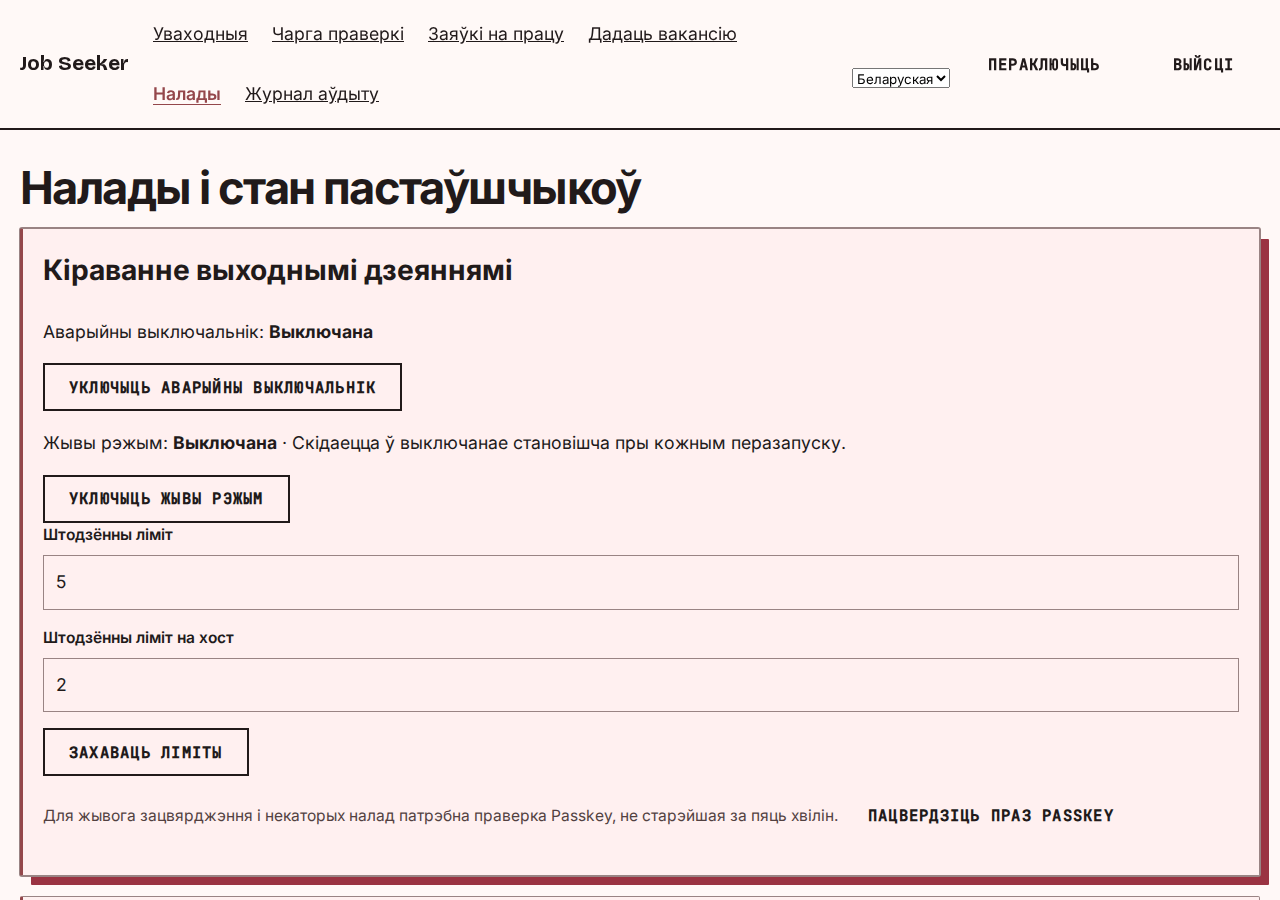 Job Seeker
Уваходныя Чарга праверкі Заяўкі на працу Дадаць вакансію
Налады Журнал аўдыту
Беларуская
ПЕРАКЛЮЧЫЦЬ
ВЫЙСЦІ
Налады і стан пастаўшчыкоў
Кіраванне выходнымі дзеяннямі
Аварыйны выключальнік: Выключана
УКЛЮЧЫЦЬ АВАРЫЙНЫ ВЫКЛЮЧАЛЬНІК
Жывы рэжым: Выключана · Скідаецца ў выключанае становішча пры кожным перазапуску.
УКЛЮЧЫЦЬ ЖЫВЫ РЭЖЫМ
Штодзённы ліміт
5
Штодзённы ліміт на хост
2
ЗАХАВАЦЬ ЛІМІТЫ
Для жывога зацвярджэння і некаторых налад патрэбна праверка Passkey, не старэйшая за пяць хвілін. ПАЦВЕРДЗІЦЬ ПРАЗ PASSKEY